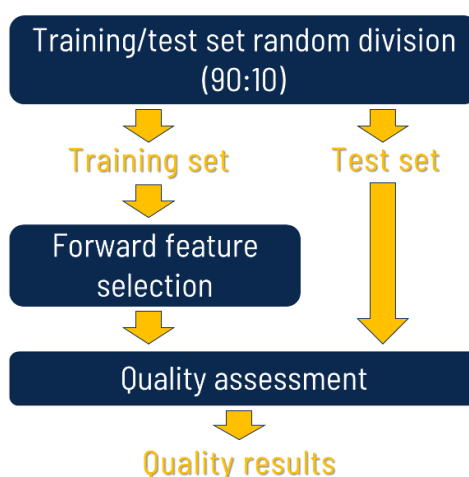 Training/test set random division
(90:10)
Training set
Test set
Forward feature
selection
Quality assessment
Quality results